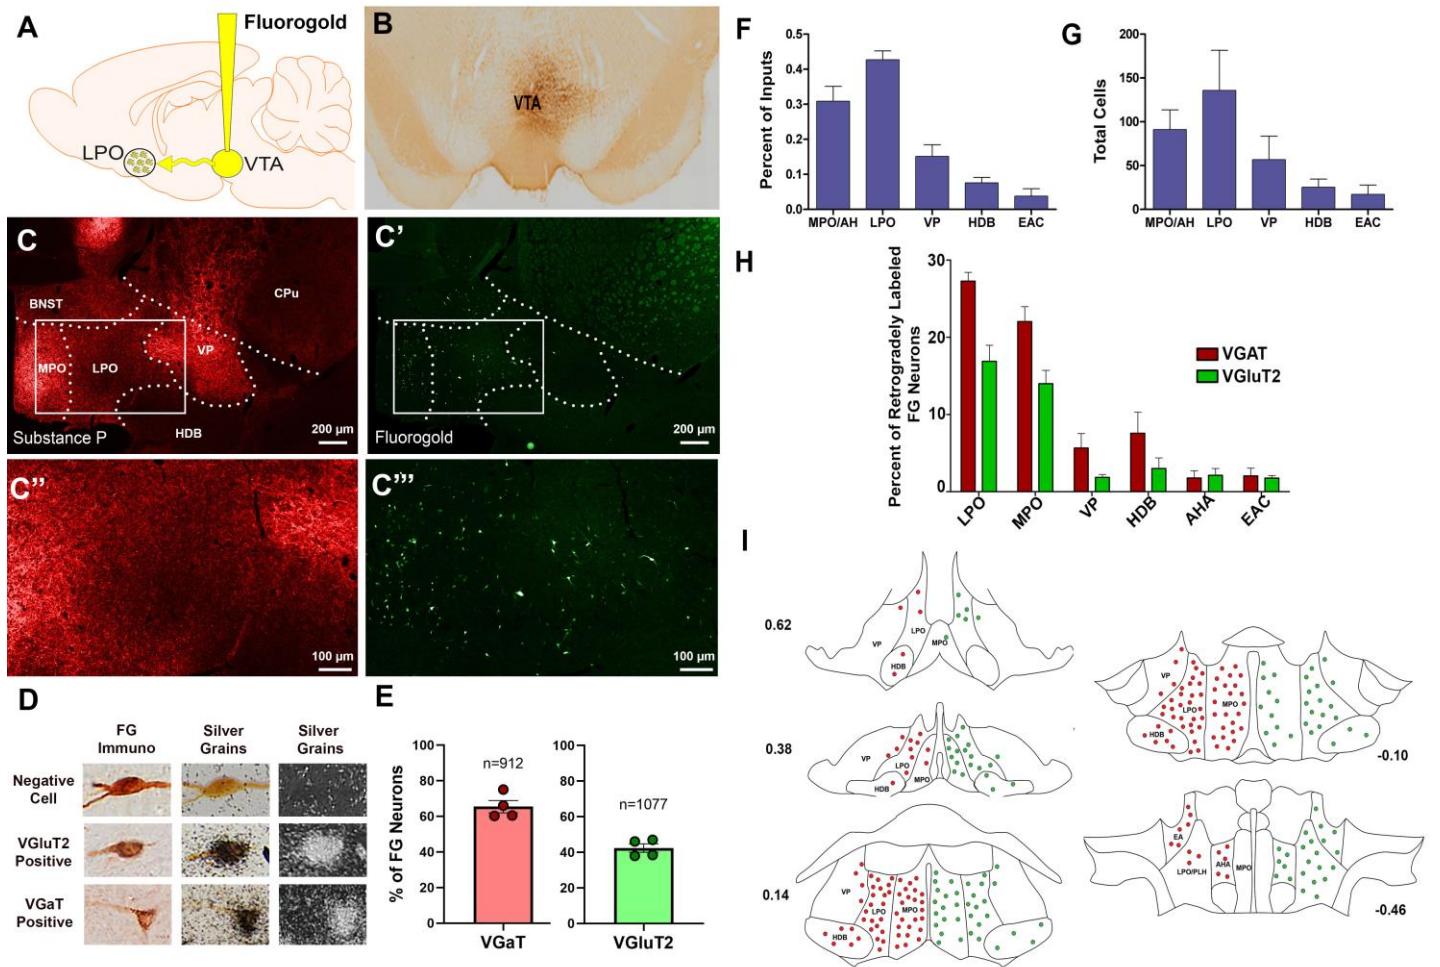 A
Fluorogold
LPO
VTA
B
VTA
C
BNST
CPu
MPO
LPO
VP
HDB
Substance P
200 µm
C'
Fluorogold
200 µm
C''
100 µm
C'''
100 µm
D
FG
Immuno
Silver
Grains
Silver
Grains
Negative
Cell
VGluT2
Positive
VGaT
Positive
E
% of FG Neurons
100
80
60
40
60
80
0
n=912
VGaT
100
80
60
40
20
0
n=1077
VGluT2
F
Percent of Inputs
0.5
0.4
0.3
0.2
0.1
0.0
MPO/AH LPO VP HDB EAC
G
Total Cells
200
150
100
50
0
MPO/AH LPO VP HDB EAC
H
Percent of Retrogradely Labeled
FG Neurons
30
20
10
0
VGAT
VGluT2
LPO MPO VP HDB AHA EAC
I
0.62
VP
LPO
MPO
HDB
0.38
VP
LPO
MPO
HDB
0.14
VP
LPO
MPO
HDB
-0.10
VP
LPO
MPO
HDB
-0.46
EA
LPO/PLH
AHA
MPO